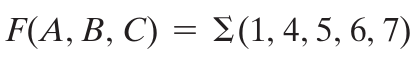 F(A, B, C) = Σ(1, 4, 5, 6, 7)